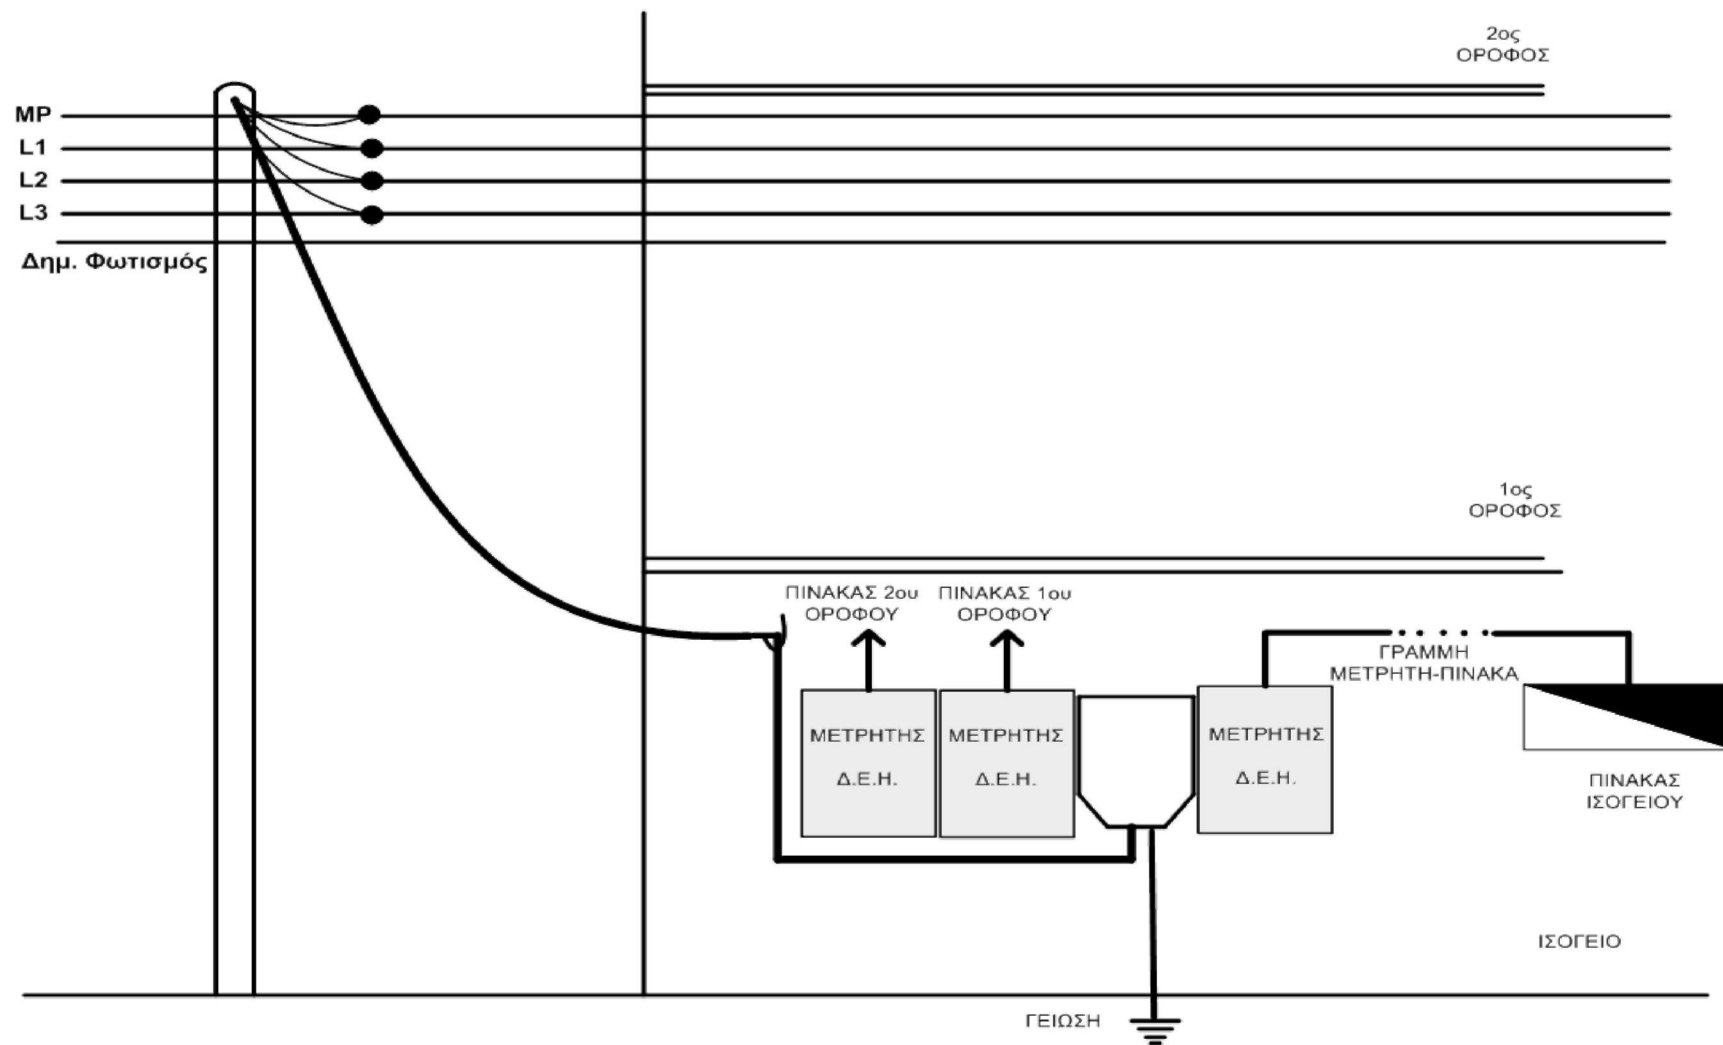 2ος
ΟΡΟΦΟΣ
MP
L1
L2
L3
Δημ. Φωτισμός
1ος
ΟΡΟΦΟΣ
ΠΙΝΑΚΑΣ 2ου
ΟΡΟΦΟΥ
ΠΙΝΑΚΑΣ 1ου
ΟΡΟΦΟΥ
ΓΡΑΜΜΗ
ΜΕΤΡΗΤΗ-ΠΙΝΑΚΑ
ΜΕΤΡΗΤΗΣ
Δ.Ε.Η.
ΜΕΤΡΗΤΗΣ
Δ.Ε.Η.
ΜΕΤΡΗΤΗΣ
Δ.Ε.Η.
ΠΙΝΑΚΑΣ
ΙΣΟΓΕΙΟΥ
ΙΣΟΓΕΙΟ
ΓΕΙΩΣΗ